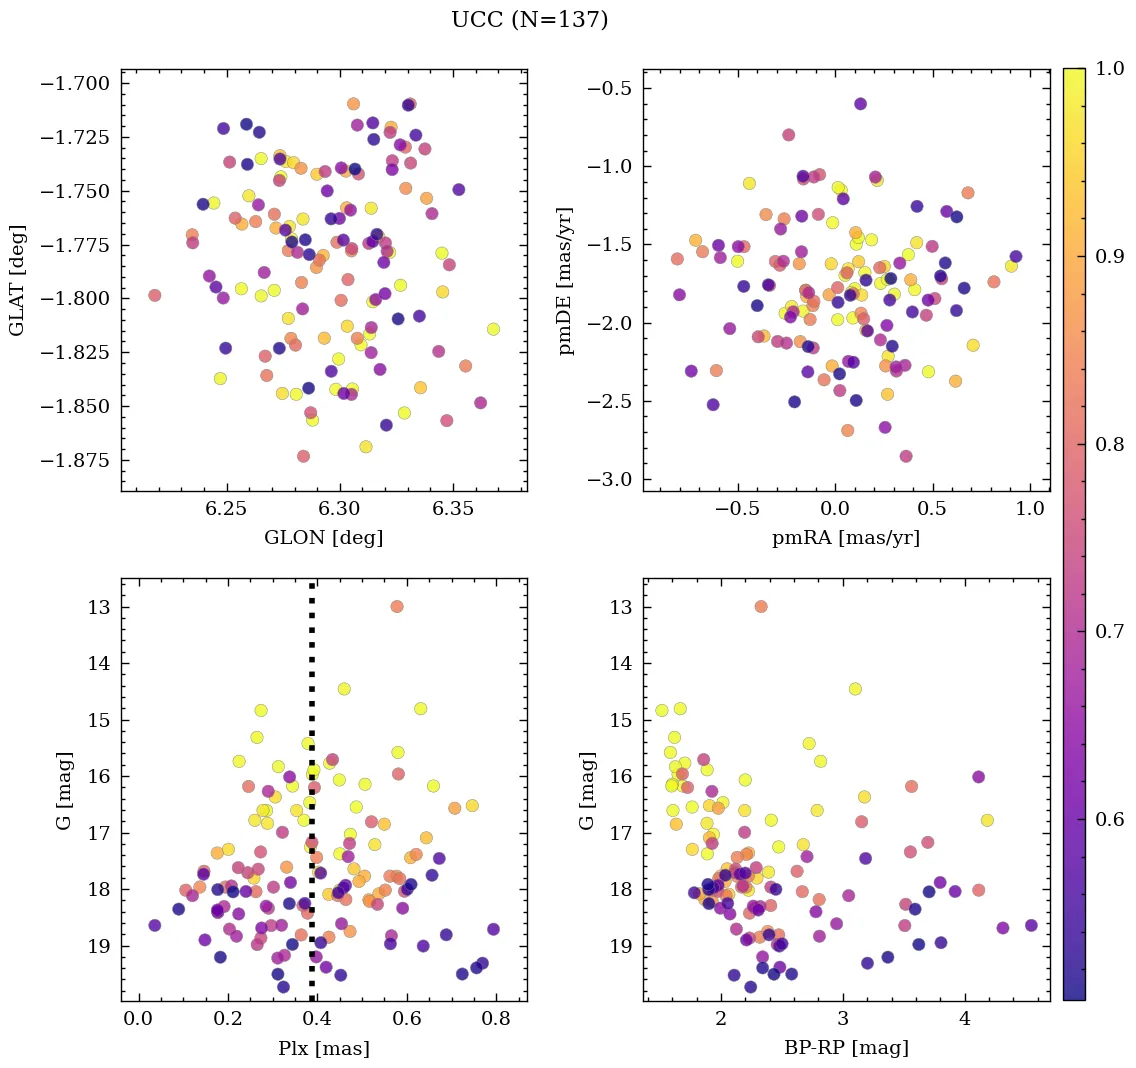 UCC (N=137)
−1.700
−1.725
−1.750
−1.775
−1.800
−1.825
−1.850
−1.875
GLAT [deg]
6.25 6.30 6.35
GLON [deg]
−0.5
−1.0
−1.5
−2.0
−2.5
−3.0
pmDE [mas/yr]
−0.5 0.0 0.5 1.0
pmRA [mas/yr]
1.0
0.9
0.8
0.7
0.6
13
14
15
16
17
18
19
G [mag]
0.0 0.2 0.4 0.6 0.8
Plx [mas]
13
14
15
16
17
18
19
G [mag]
2 3 4
BP-RP [mag]